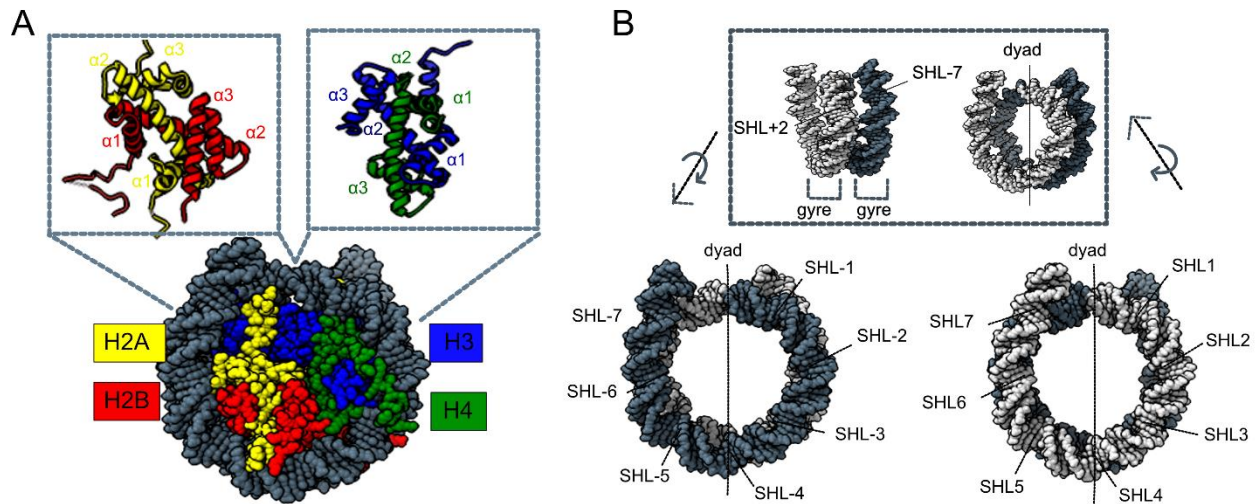 A
α2
α3
α3
α1
α2
α1
α2
α3
α1
α2
α1
α3
H2A
H2B
H3
H4
B
dyad
SHL-7
SHL+2
gyre
gyre
dyad
SHL-1
SHL-7
SHL-2
SHL-6
SHL-3
SHL-5
SHL-4
dyad
SHL1
SHL7
SHL2
SHL6
SHL3
SHL5
SHL4